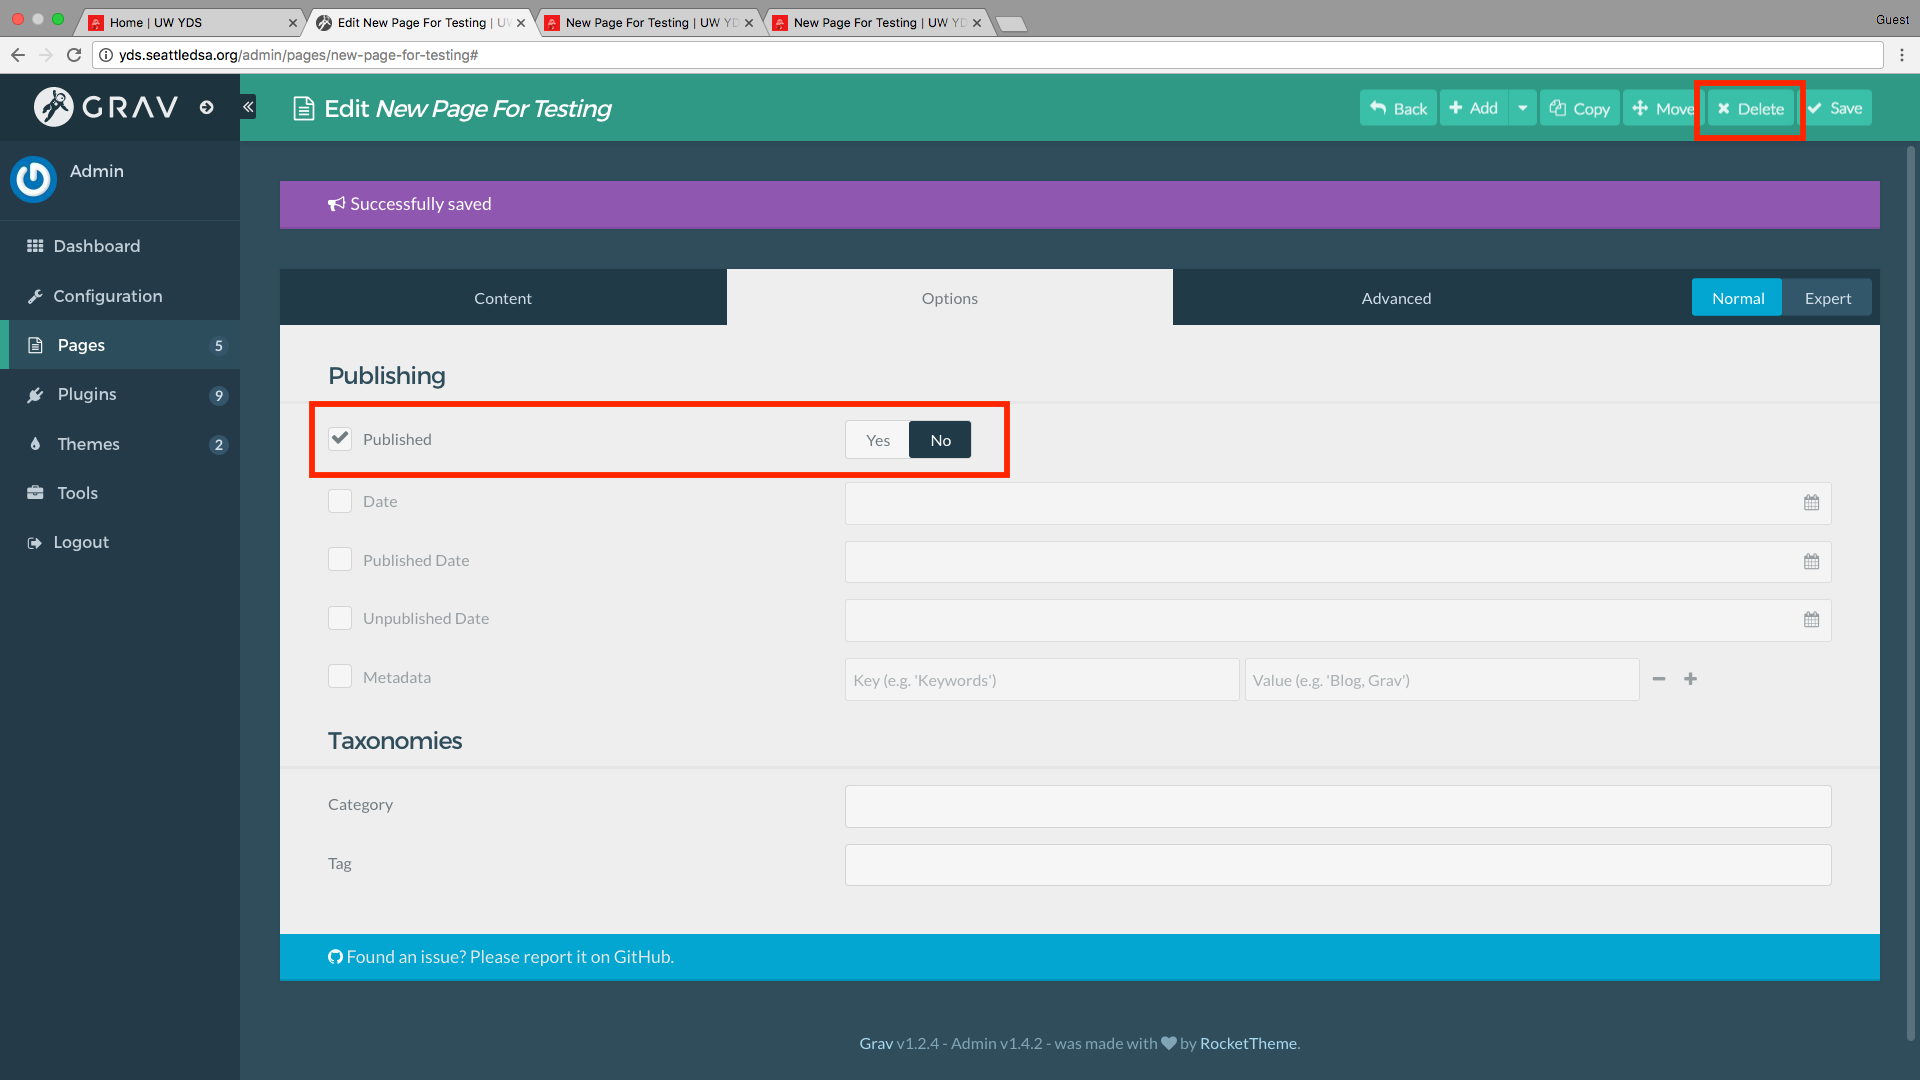 Home | UW YDS
Edit New Page For Testing | UW
New Page For Testing | UW YD
New Page For Testing | UW YD
Guest
yds.seattledsa.org/admin/pages/new-page-for-testing#
GRAV
Edit New Page For Testing
Back
Add
Copy
Move
Delete
Save
Admin
Successfully saved
Dashboard
Configuration
Pages 5
Plugins 9
Themes 2
Tools
Logout
Content
Options
Advanced
Normal
Expert
Publishing
Published
Yes
No
Date
Published Date
Unpublished Date
Metadata
Key (e.g. 'Keywords')
Value (e.g. 'Blog, Grav')
Taxonomies
Category
Tag
Found an issue? Please report it on GitHub.
Grav v1.2.4 - Admin v1.4.2 - was made with by RocketTheme.